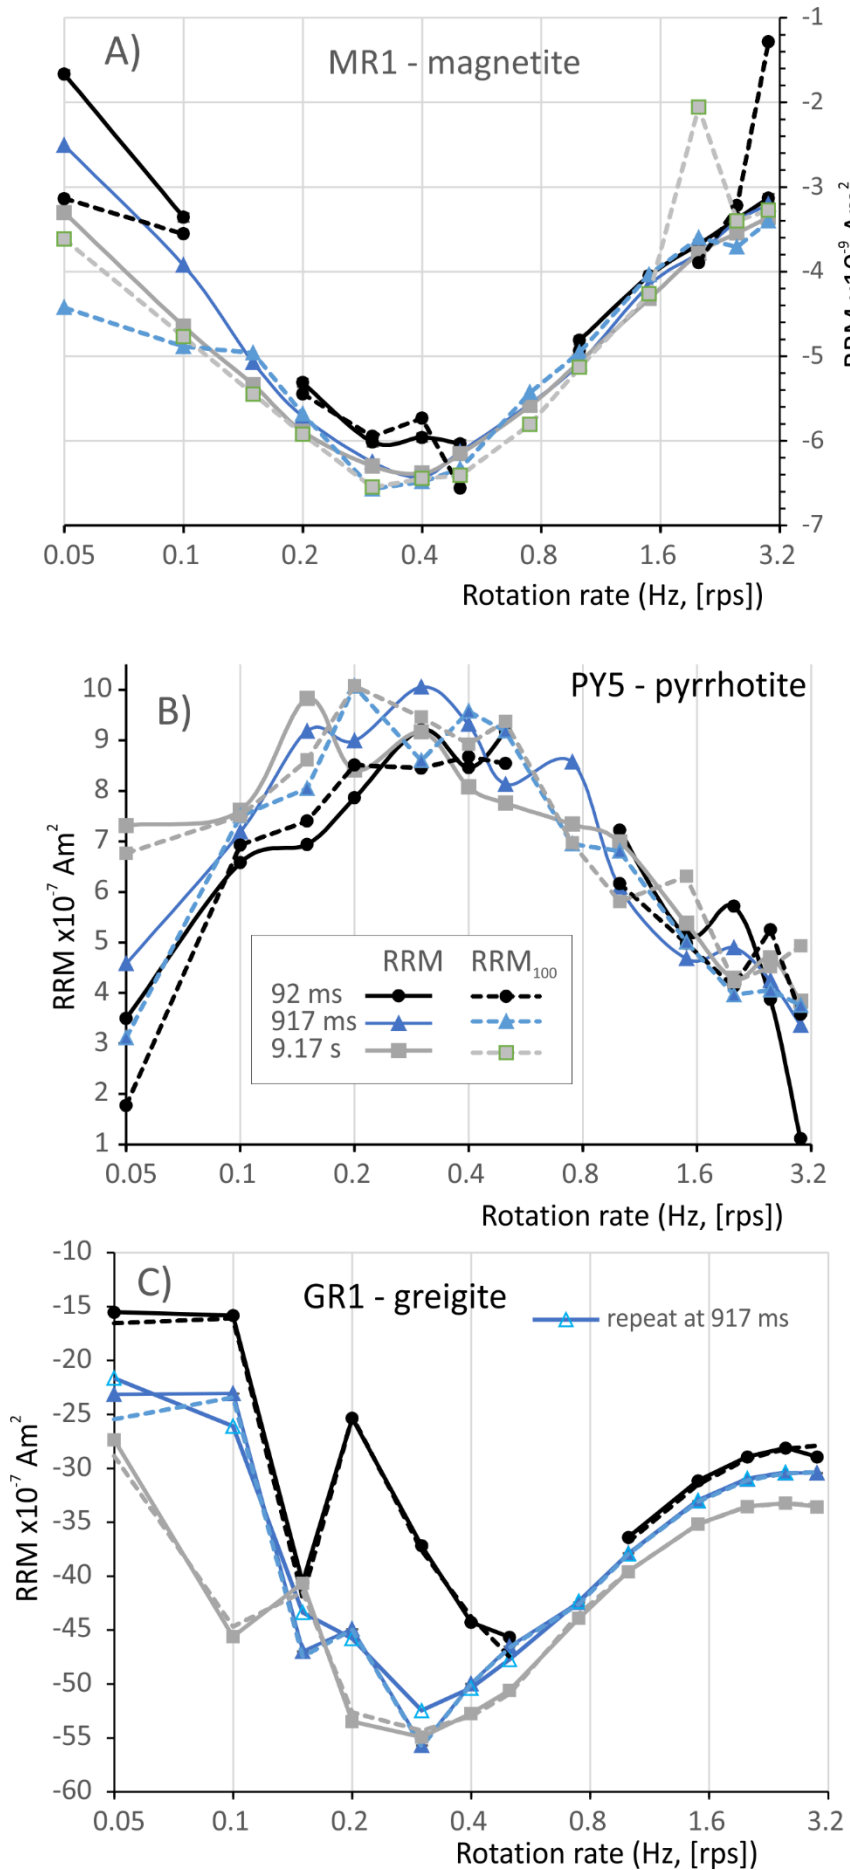 A)
MR1 - magnetite
-1
-2
-3
-4
-5
-6
-7
RRM x10-9 Am2
0.05 0.1 0.2 0.4 0.8 1.6 3.2
Rotation rate (Hz, [rps])
B)
PY5 - pyrrhotite
10
9
8
7
6
5
4
3
2
1
RRM x10-7 Am2
RRM RRM100
92 ms
917 ms
9.17 s
0.05 0.1 0.2 0.4 0.8 1.6 3.2
Rotation rate (Hz, [rps])
C)
GR1 - greigite
repeat at 917 ms
-10
-15
-20
-25
-30
-35
-40
-45
-50
-55
-60
RRM x10-7 Am2
0.05 0.1 0.2 0.4 0.8 1.6 3.2
Rotation rate (Hz, [rps])